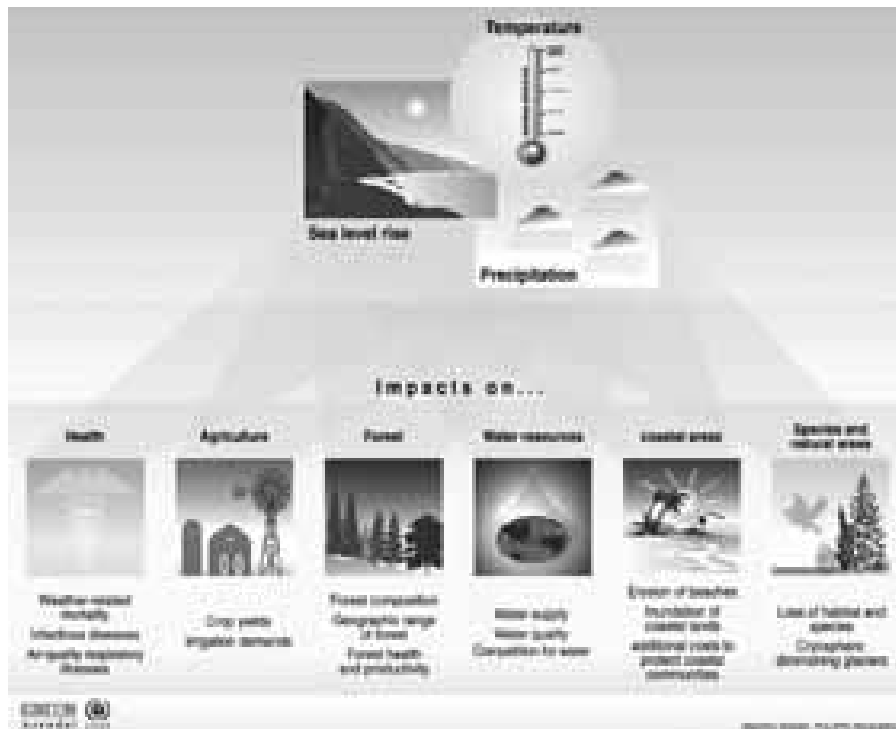 Temperature
Sea level rise
Precipitation
Impacts on...
Health
Agriculture
Forest
Water resources
coastal areas
Species and
natural areas
Weather-related
mortality
Infectious diseases
Air-quality respiratory
illnesses
Crop yields
Irrigation demands
Forest composition
Geographic range
of forest
Forest health
and productivity
Water supply
Water quality
Competition for water
Erosion of beaches
Inundation of
coastal lands
additional costs to
protect coastal
communities
Loss of habitat and
species
Cryosphere:
diminishing glaciers